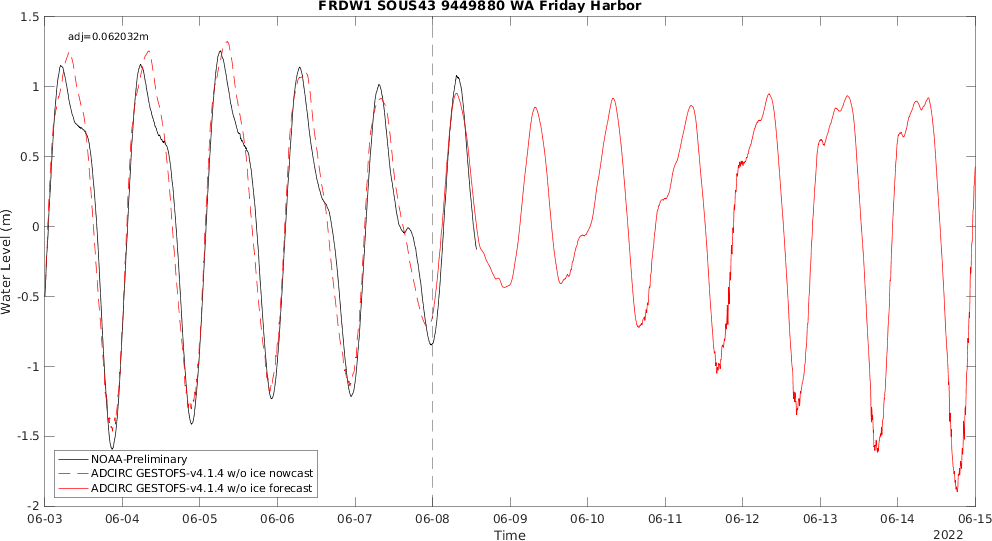 FRDW1 SOUS43 9449880 WA Friday Harbor
adj=0.062032m
1.5
1
0.5
0
-0.5
-1
-1.5
-2
Water Level (m)
NOAA-Preliminary
ADCIRC GESTOFS-v4.1.4 w/o ice nowcast
ADCIRC GESTOFS-v4.1.4 w/o ice forecast
06-03 06-04 06-05 06-06 06-07 06-08 06-09 06-10 06-11 06-12 06-13 06-14 06-15
Time
2022